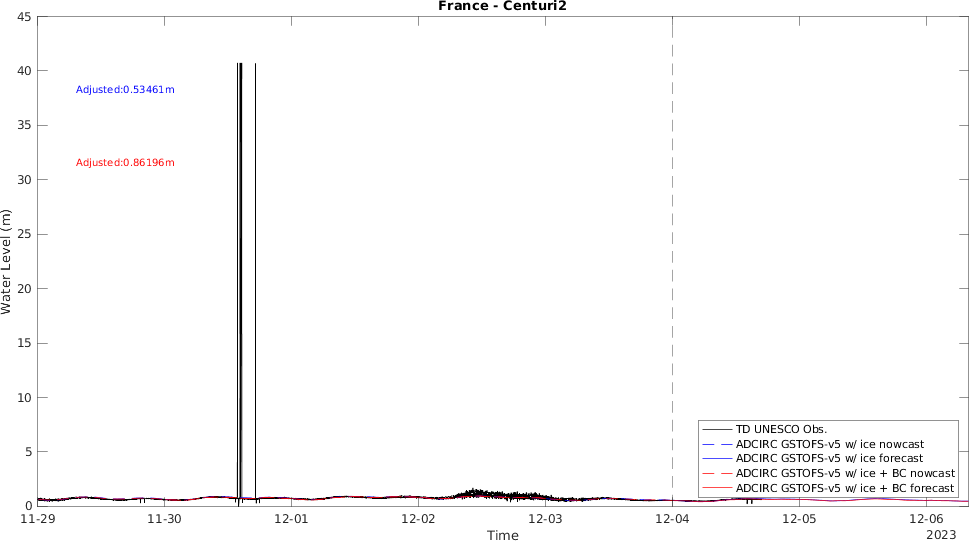 France - Centuri2
45
40
35
30
25
20
15
10
5
0
Water Level (m)
Adjusted:0.53461m
Adjusted:0.86196m
TD UNESCO Obs.
ADCIRC GSTOFS-v5 w/ ice nowcast
ADCIRC GSTOFS-v5 w/ ice forecast
ADCIRC GSTOFS-v5 w/ ice + BC nowcast
ADCIRC GSTOFS-v5 w/ ice + BC forecast
11-29 11-30 12-01 12-02 12-03 12-04 12-05 12-06
2023
Time